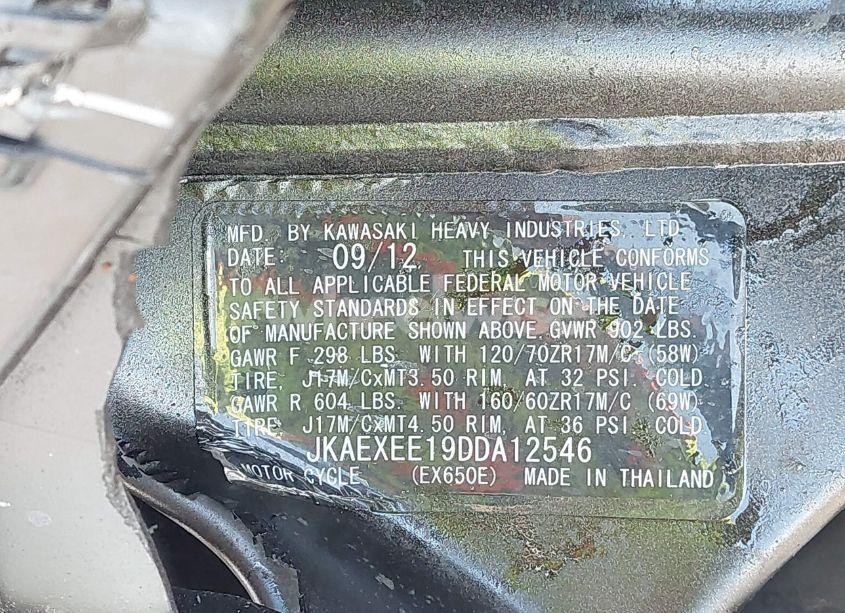 MFD. BY KAWASAKI HEAVY INDUSTRIES, LTD.
DATE: 09/12 THIS VEHICLE CONFORMS
TO ALL APPLICABLE FEDERAL MOTOR VEHICLE
SAFETY STANDARDS IN EFFECT ON THE DATE
OF MANUFACTURE SHOWN ABOVE. GVWR 902 LBS.
GAWR F 298 LBS. WITH 120/70ZR17M/C (58W)
TIRE, J17M/CxMT3.50 RIM, AT 32 PSI. COLD
GAWR R 604 LBS. WITH 160/60ZR17M/C (69W)
TIRE, J17M/CxMT4.50 RIM, AT 36 PSI. COLD
JKAEXEE19DDA12546
MOTOR CYCLE (EX650E) MADE IN THAILAND